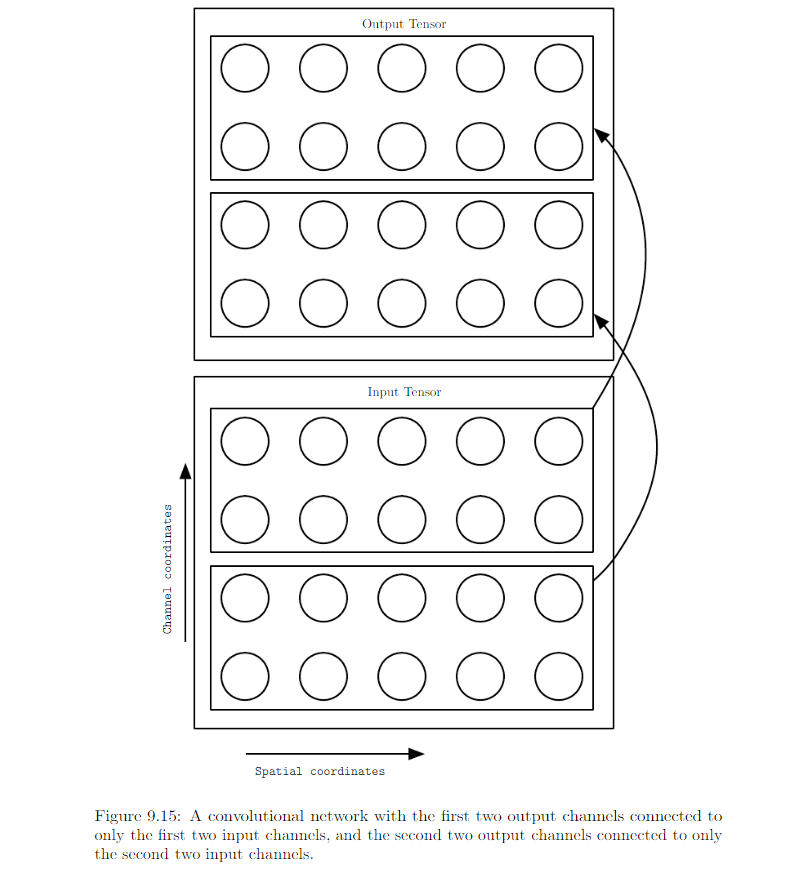 Output Tensor
Input Tensor
Channel coordinates
Spatial coordinates
Figure 9.15: A convolutional network with the first two output channels connected to
only the first two input channels, and the second two output channels connected to only
the second two input channels.